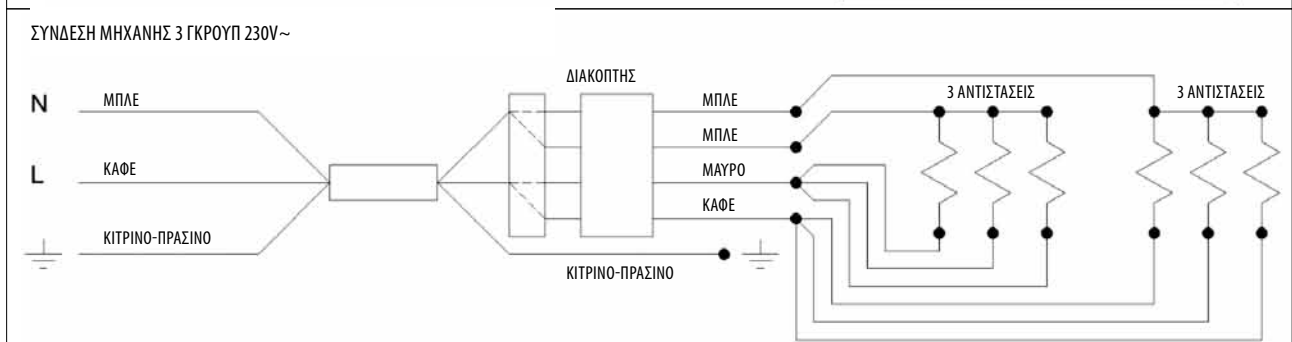 ΣΥΝΔΕΣΗ ΜΗΧΑΝΗΣ 3 ΓΚΡΟΥΠ 230V~
ΔΙΑΚΟΠΤΗΣ
N
ΜΠΛΕ
ΜΠΛΕ
3 ΑΝΤΙΣΤΑΣΕΙΣ
3 ΑΝΤΙΣΤΑΣΕΙΣ
ΜΠΛΕ
L
ΚΑΦΕ
ΜΑΥΡΟ
ΚΑΦΕ
ΚΙΤΡΙΝΟ-ΠΡΑΣΙΝΟ
ΚΙΤΡΙΝΟ-ΠΡΑΣΙΝΟ